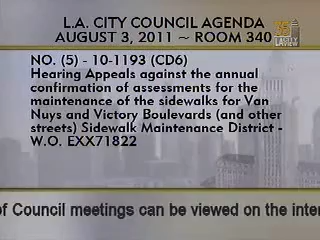 L.A. CITY COUNCIL AGENDA
AUGUST 3, 2011 ~ ROOM 340
NO. (5) - 10-1193 (CD6)
Hearing Appeals against the annual
confirmation of assessments for the
maintenance of the sidewalks for Van
Nuys and Victory Boulevards (and other
streets) Sidewalk Maintenance District -
W.O. EXX71822
of Council meetings can be viewed on the inter